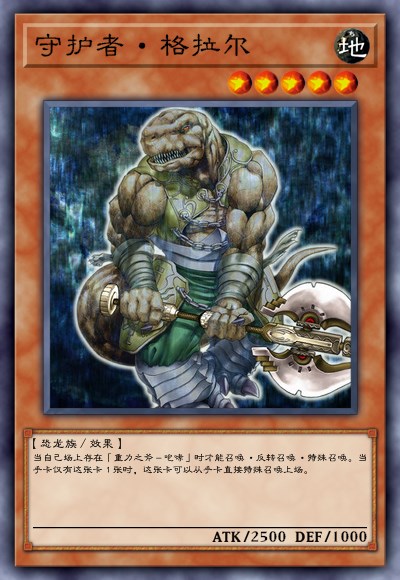 守护者·格拉尔
地
【恐龙族/效果】
当自己场上存在「重力之斧-咆哮」时才能召唤·反转召唤·特殊召唤。当
手卡仅有这张卡1张时，这张卡可以从手卡直接特殊召唤上场。
ATK/2500 DEF/1000